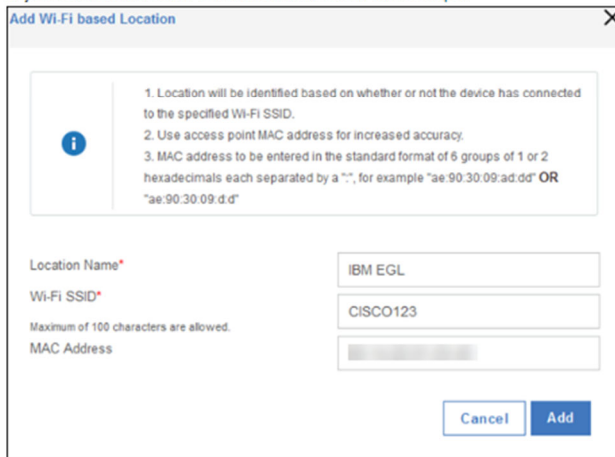 Add Wi-Fi based Location
1. Location will be identified based on whether or not the device has connected
to the specified Wi-Fi SSID.
2. Use access point MAC address for increased accuracy.
3. MAC address to be entered in the standard format of 6 groups of 1 or 2
hexadecimals each separated by a ":", for example "ae:90:30:09:ad:dd" OR
"ae:90:30:09:d:d"
Location Name*
IBM EGL
Wi-Fi SSID*
CISCO123
Maximum of 100 characters are allowed.
MAC Address
Cancel Add